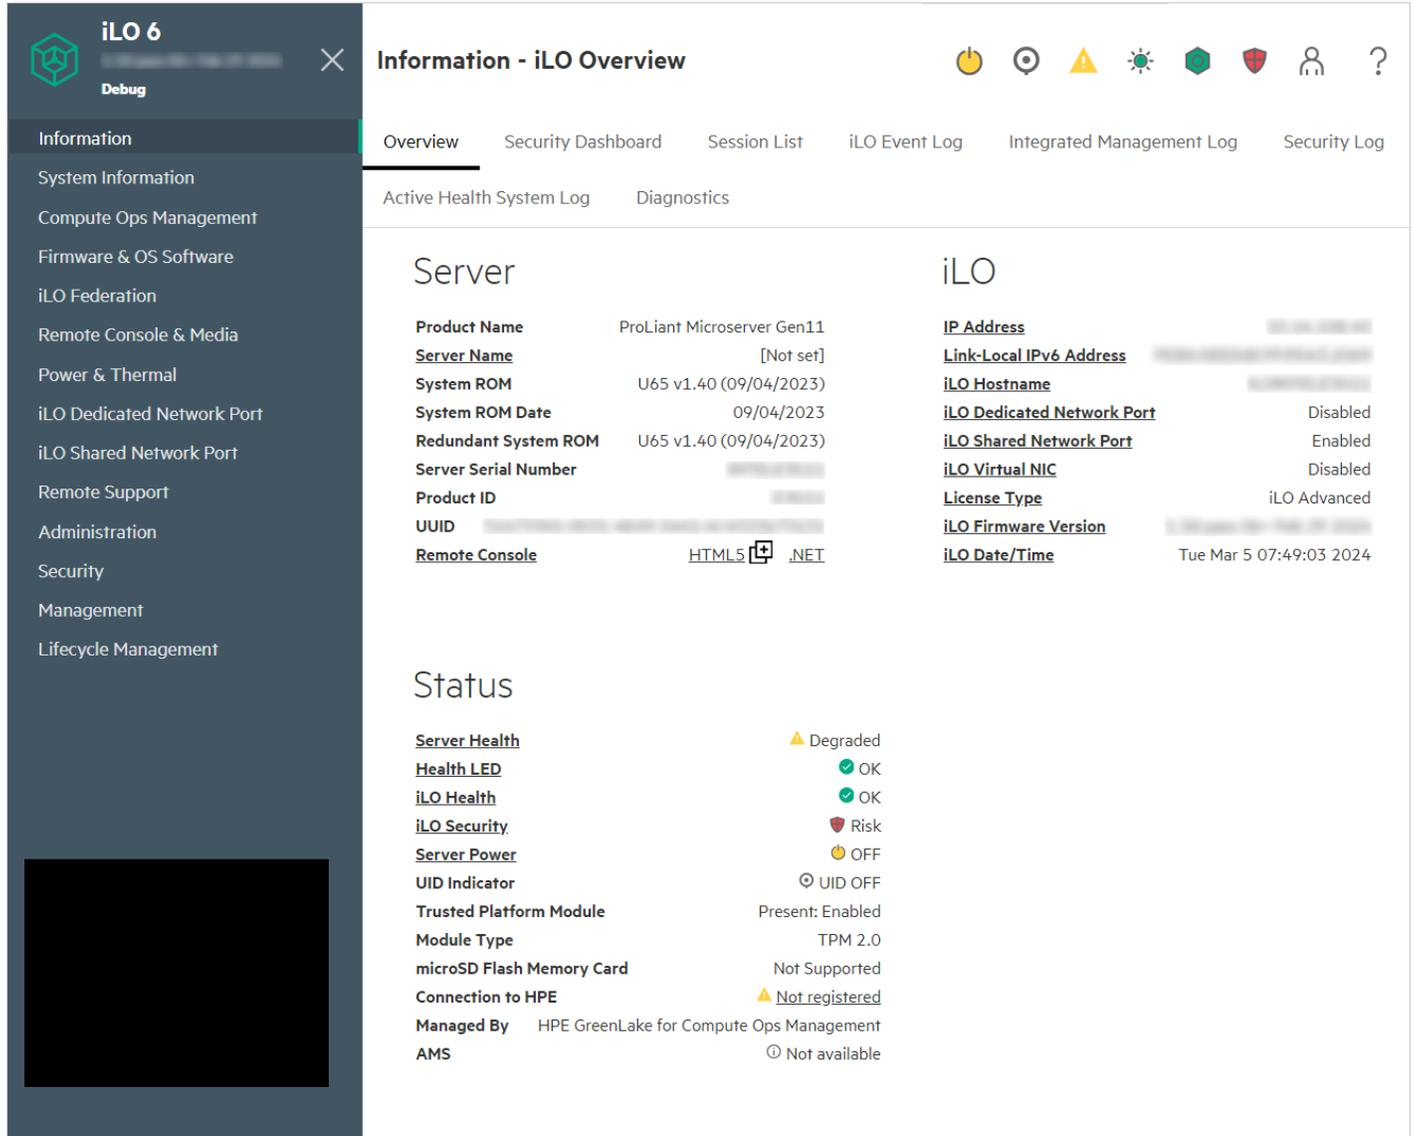 iLO 6
Debug
Information
System Information
Compute Ops Management
Firmware & OS Software
iLO Federation
Remote Console & Media
Power & Thermal
iLO Dedicated Network Port
iLO Shared Network Port
Remote Support
Administration
Security
Management
Lifecycle Management
Information - iLO Overview
?
Overview Security Dashboard Session List iLO Event Log Integrated Management Log Security Log
Active Health System Log Diagnostics
Server
Product Name ProLiant Microserver Gen11
Server Name [Not set]
System ROM U65 v1.40 (09/04/2023)
System ROM Date 09/04/2023
Redundant System ROM U65 v1.40 (09/04/2023)
Server Serial Number
Product ID
UUID
Remote Console HTML5 .NET
iLO
IP Address
Link-Local IPv6 Address
iLO Hostname
iLO Dedicated Network Port Disabled
iLO Shared Network Port Enabled
iLO Virtual NIC Disabled
License Type iLO Advanced
iLO Firmware Version
iLO Date/Time Tue Mar 5 07:49:03 2024
Status
Server Health Degraded
Health LED OK
iLO Health OK
iLO Security Risk
Server Power OFF
UID Indicator UID OFF
Trusted Platform Module Present: Enabled
Module Type TPM 2.0
microSD Flash Memory Card Not Supported
Connection to HPE Not registered
Managed By HPE GreenLake for Compute Ops Management
AMS Not available